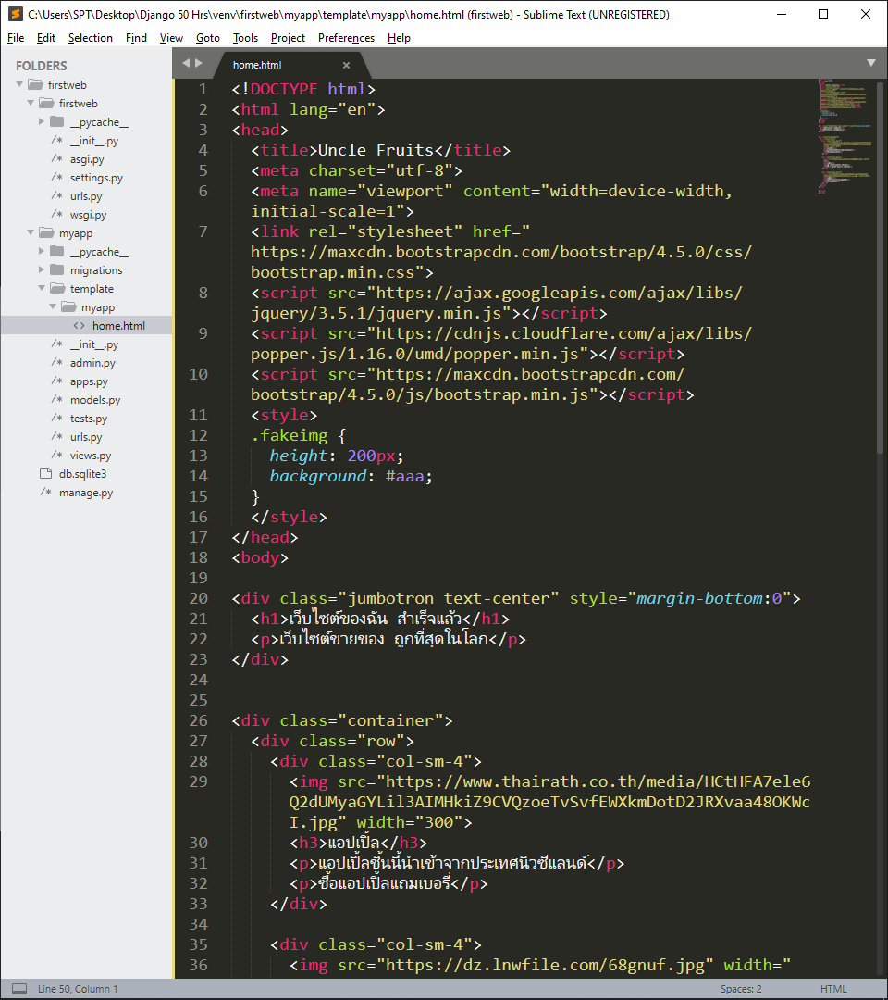 C:\Users\SPT\Desktop\Django 50 Hrs\venv\firstweb\myapp\template\myapp\home.html (firstweb) - Sublime Text (UNREGISTERED)
File Edit Selection Find View Goto Tools Project Preferences Help
FOLDERS
firstweb
firstweb
__pycache__
/* __init__.py
/* asgi.py
/* settings.py
/* urls.py
/* wsgi.py
myapp
__pycache__
migrations
template
myapp
<> home.html
/* __init__.py
/* admin.py
/* apps.py
/* models.py
/* tests.py
/* urls.py
/* views.py
db.sqlite3
/* manage.py
home.html ×
1 <!DOCTYPE html>
2 <html lang="en">
3 <head>
4 <title>Uncle Fruits</title>
5 <meta charset="utf-8">
6 <meta name="viewport" content="width=device-width,
initial-scale=1">
7 <link rel="stylesheet" href="
https://maxcdn.bootstrapcdn.com/bootstrap/4.5.0/css/
bootstrap.min.css">
8 <script src="https://ajax.googleapis.com/ajax/libs/
jquery/3.5.1/jquery.min.js"></script>
9 <script src="https://cdnjs.cloudflare.com/ajax/libs/
popper.js/1.16.0/umd/popper.min.js"></script>
10 <script src="https://maxcdn.bootstrapcdn.com/
bootstrap/4.5.0/js/bootstrap.min.js"></script>
11 <style>
12 .fakeimg {
13 height: 200px;
14 background: #aaa;
15 }
16 </style>
17 </head>
18 <body>
19
20 <div class="jumbotron text-center" style="margin-bottom:0">
21 <h1>เว็บไซต์ของฉัน สำเร็จแล้ว</h1>
22 <p>เว็บไซต์ขายของ ถูกที่สุดในโลก</p>
23 </div>
24
25
26 <div class="container">
27 <div class="row">
28 <div class="col-sm-4">
29 <img src="https://www.thairath.co.th/media/HCtHFA7ele6
Q2dUMyaGYLil3AIMHkiZ9CVQzoeTvSvfEWXkmDotD2JRXvaa48OKWc
I.jpg" width="300">
30 <h3>แอปเปิ้ล</h3>
31 <p>แอปเปิ้ลชิ้นนี้นำเข้าจากประเทศนิวซีแลนด์</p>
32 <p>ซื้อแอปเปิ้ลแถมเบอรี่</p>
33 </div>
34
35 <div class="col-sm-4">
36 <img src="https://dz.lnwfile.com/68gnuf.jpg" width="
Line 50, Column 1 Spaces: 2 HTML